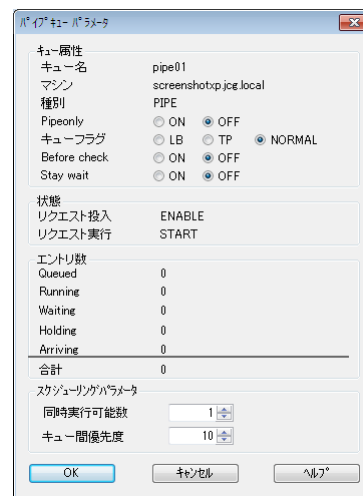 ﾊﾟｲﾌﾟｷｭｰ ﾊﾟﾗﾒｰﾀ
キュー属性
キュー名 pipe01
マシン screenshotxp.jcg.local
種別 PIPE
Pipeonly ON OFF
キューフラグ LB TP NORMAL
Before check ON OFF
Stay wait ON OFF
状態
リクエスト投入 ENABLE
リクエスト実行 START
エントリ数
Queued 0
Running 0
Waiting 0
Holding 0
Arriving 0
合計 0
スケジューリングパラメータ
同時実行可能数 1
キュー間優先度 10
OK ｷｬﾝｾﾙ ﾍﾙﾌﾟ